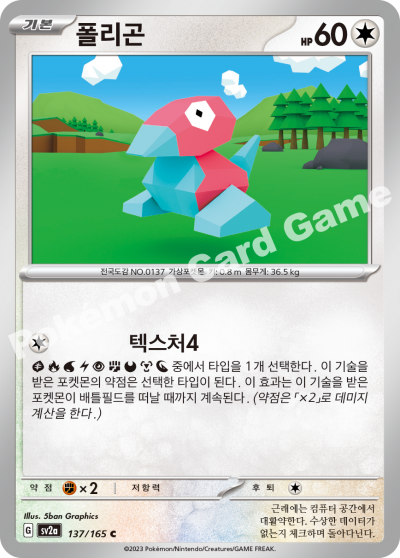 기본 폴리곤 HP 60
전국도감 NO.0137 가상포켓몬 키: 0.8 m 몸무게: 36.5 kg
텍스처4
중에서 타입을 1개 선택한다. 이 기술을
받은 포켓몬의 약점은 선택한 타입이 된다. 이 효과는 이 기술을 받은
포켓몬이 배틀필드를 떠날 때까지 계속된다. (약점은 「×2」로 데미지
계산을 한다.)
약점 ×2 저항력 후퇴
Illus. 5ban Graphics
G sv2a 137/165 C
근레에는 컴퓨터 공간에서
대활약한다. 수상한 데이터가
없는지 체크하며 돌아다닌다.
©2023 Pokémon/Nintendo/Creatures/GAME FREAK.
Pokémon Card Game